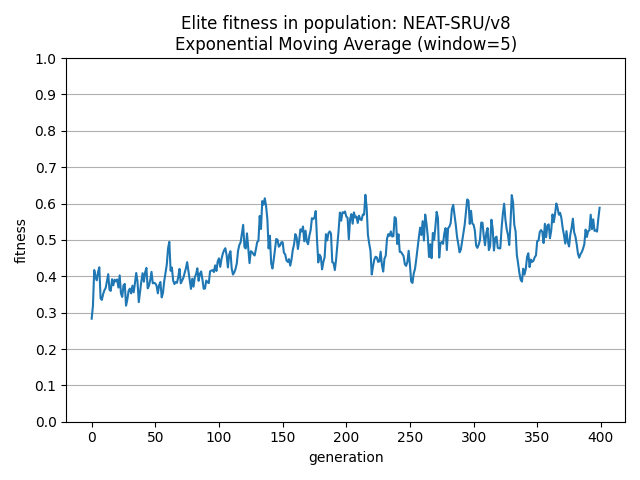 Elite fitness in population: NEAT-SRU/v8
Exponential Moving Average (window=5)
1.0
0.9
0.8
0.7
0.6
0.5
0.4
0.3
0.2
0.1
0.0
fitness
0 50 100 150 200 250 300 350 400
generation